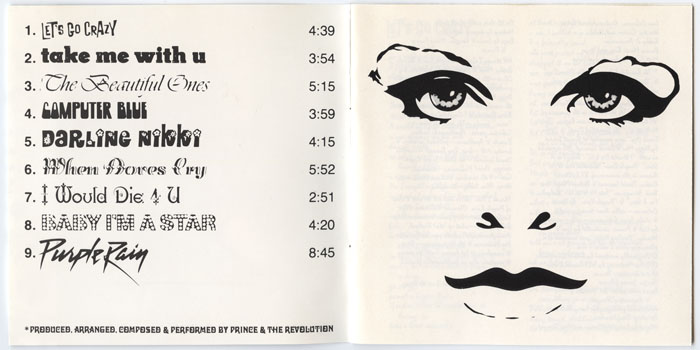 1. LET'S GO CRAZY 4:39
2. take me with u 3:54
3. The Beautiful Ones 5:15
4. COMPUTER BLUE 3:59
5. DARLING NIKKI 4:15
6. When Doves Cry 5:52
7. I Would Die 4 U 2:51
8. BABY I'M A STAR 4:20
9. Purple Rain 8:45
*PRODUCED, ARRANGED, COMPOSED & PERFORMED BY PRINCE & THE REVOLUTION